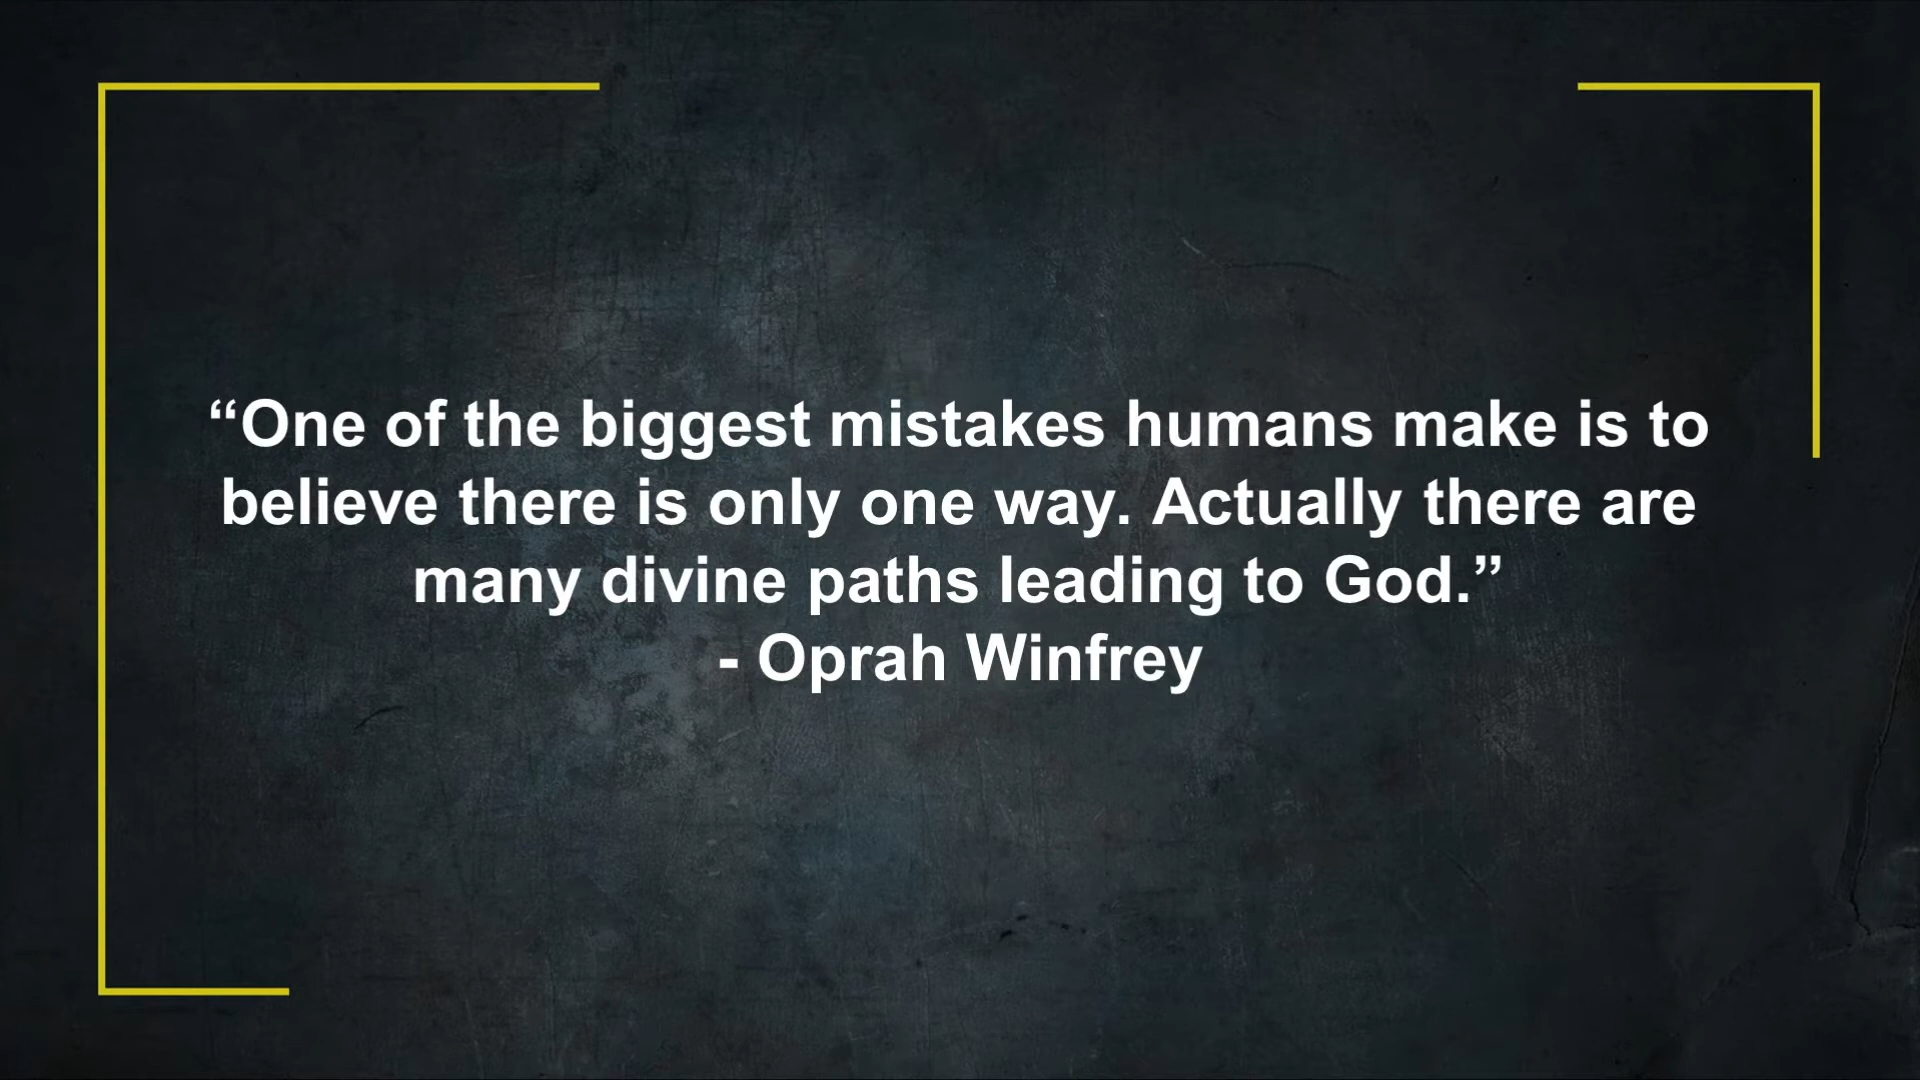 “One of the biggest mistakes humans make is to
believe there is only one way. Actually there are
many divine paths leading to God.”
- Oprah Winfrey